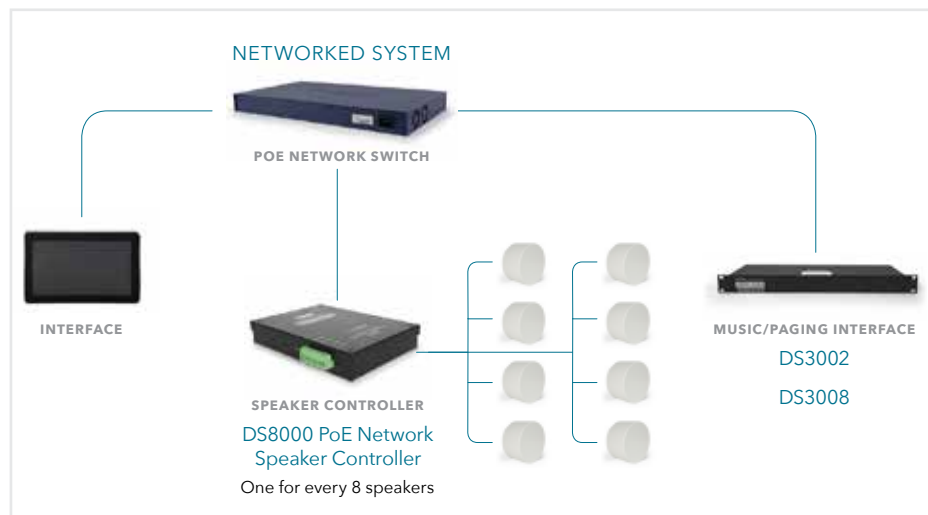 NETWORKED SYSTEM
POE NETWORK SWITCH
INTERFACE
MUSIC/PAGING INTERFACE
DS3002
DS3008
SPEAKER CONTROLLER
DS8000 PoE Network
Speaker Controller
One for every 8 speakers